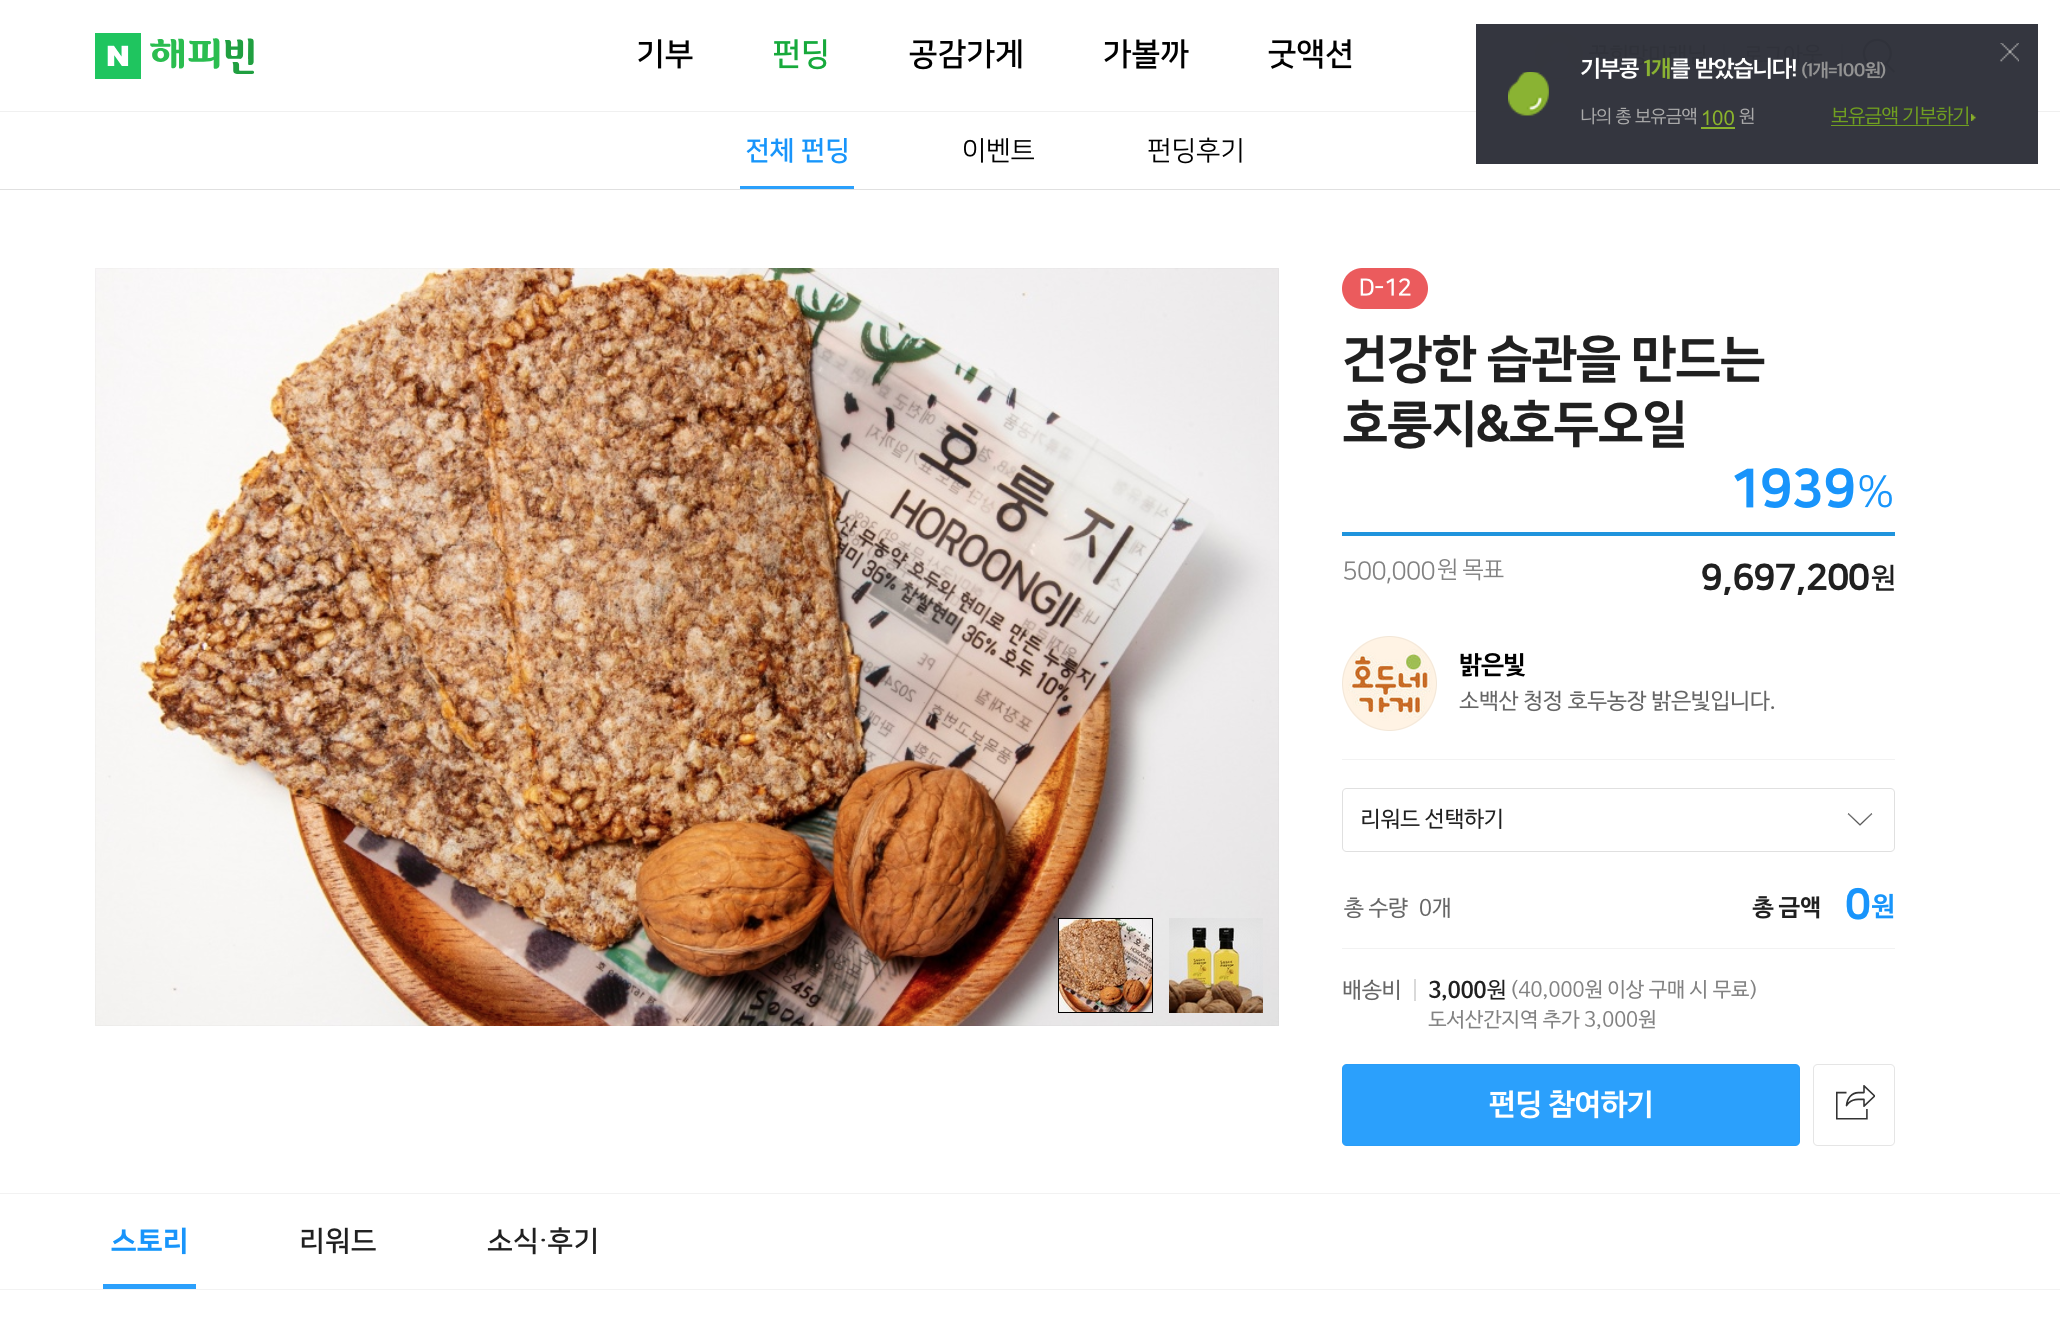 N 해피빈
기부
펀딩
공감가게
가볼까
굿액션
기부콩 1개를 받았습니다! (1개=100원)
나의 총 보유금액 100 원
보유금액 기부하기
전체 펀딩
이벤트
펀딩후기
호룽지
HOROONGJI
산 무농약 호두와 현미로 만든 누룽지
현미 36% 찹쌀현미 36% 호두 10%
45g
D-12
건강한 습관을 만드는
호룽지&호두오일
1939%
500,000원 목표
9,697,200원
호두네
가게
밝은빛
소백산 청정 호두농장 밝은빛입니다.
리워드 선택하기
총 수량 0개
총 금액 0원
배송비 3,000원 (40,000원 이상 구매 시 무료)
도서산간지역 추가 3,000원
펀딩 참여하기
스토리
리워드
소식·후기